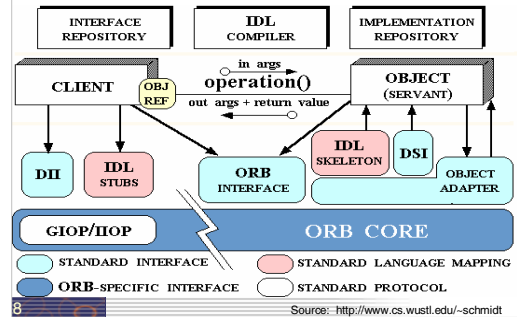 INTERFACE
REPOSITORY
IDL
COMPILER
IMPLEMENTATION
REPOSITORY
CLIENT
OBJ
REF
in args
operation()
out args + return value
OBJECT
(SERVANT)
DII
IDL
STUBS
ORB
INTERFACE
IDL
SKELETON
DSI
OBJECT
ADAPTER
GIOP/IIOP
ORB CORE
STANDARD INTERFACE
STANDARD LANGUAGE MAPPING
ORB-SPECIFIC INTERFACE
STANDARD PROTOCOL
8
Source: http://www.cs.wustl.edu/~schmidt